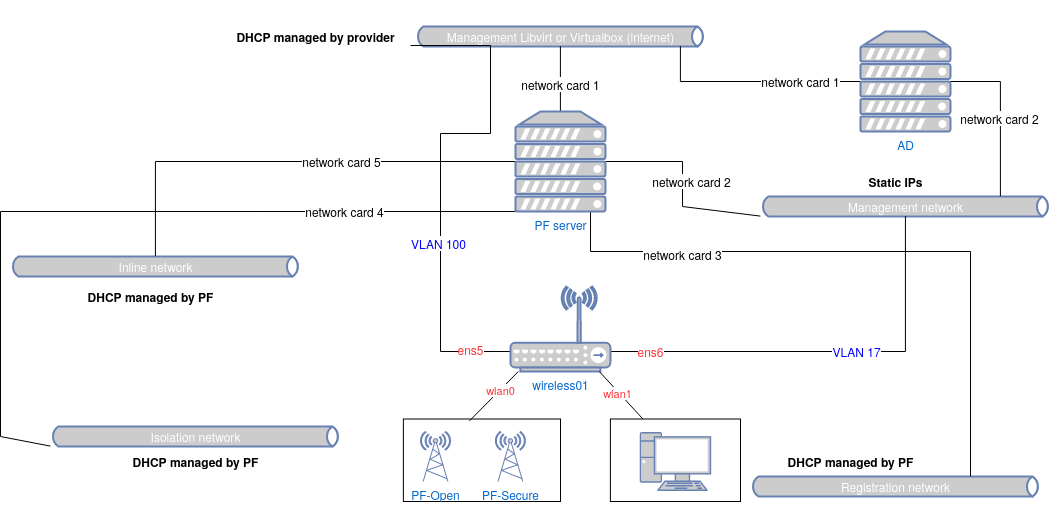 DHCP managed by provider
Management Libvirt or Virtualbox (internet)
network card 1
network card 1
network card 2
AD
network card 5
network card 2
Static IPs
Management network
network card 4
PF server
VLAN 100
network card 3
Inline network
DHCP managed by PF
ens5
ens6
VLAN 17
wireless01
wlan0
wlan1
Isolation network
DHCP managed by PF
DHCP managed by PF
Registration network
PF-Open
PF-Secure